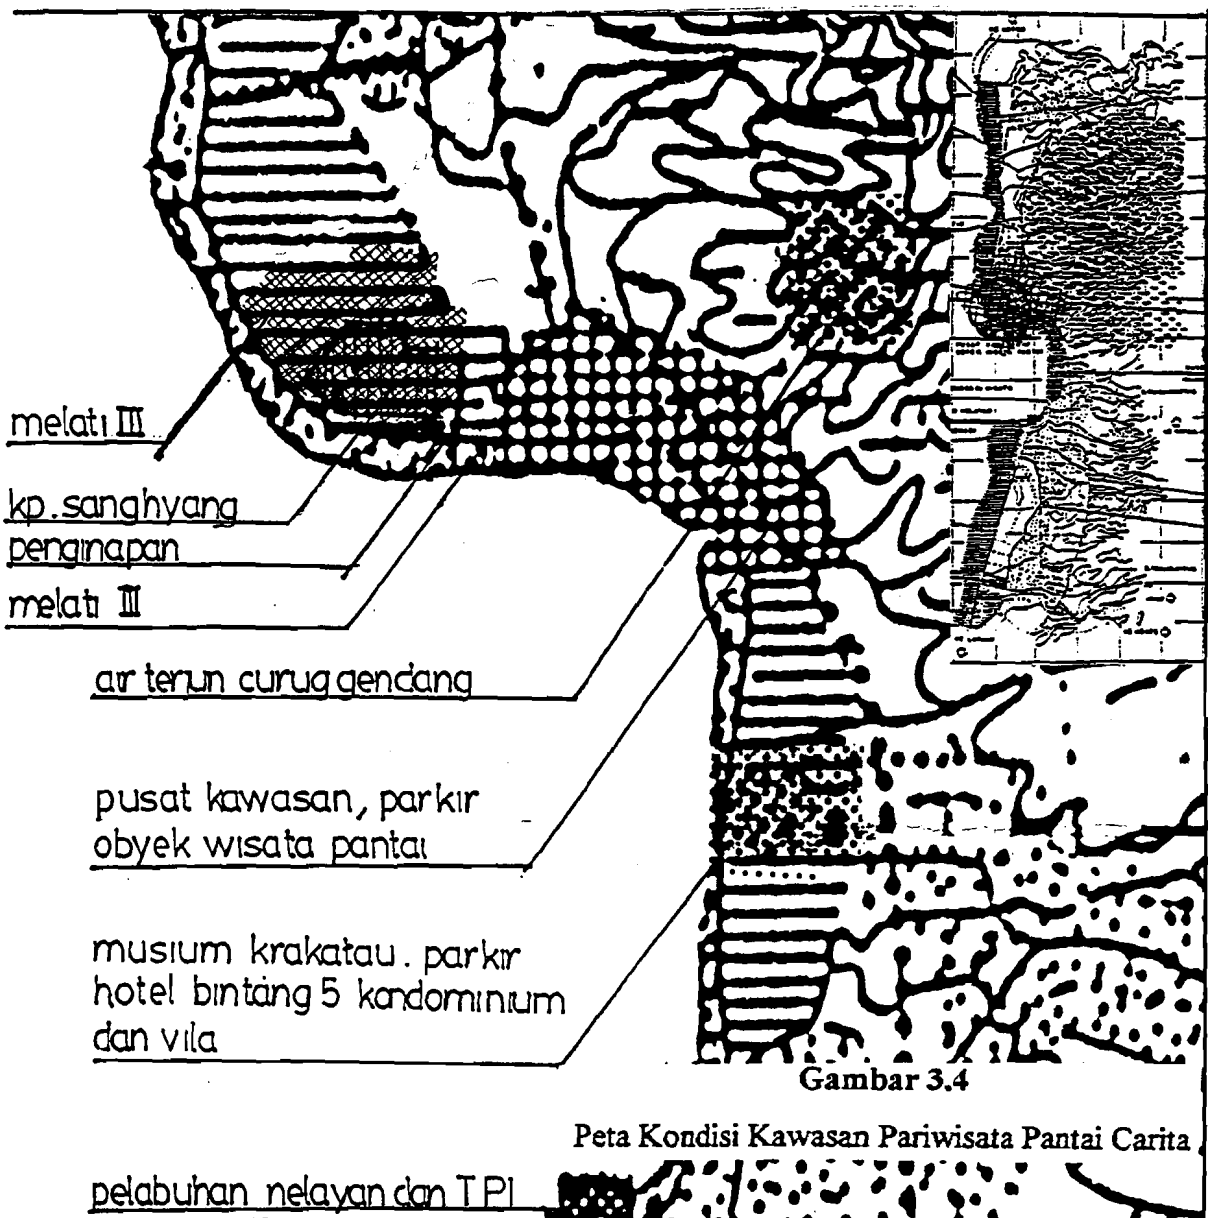 melati III
kp. sanghyang
penginapan
melati III
air terjun curug gendang
pusat kawasan, parkir
obyek wisata pantai
musium krakatau. parkir
hotel bintang 5 kondominium
dan vila
Gambar 3.4
Peta Kondisi Kawasan Pariwisata Pantai Carita
pelabuhan nelayan dan TPI